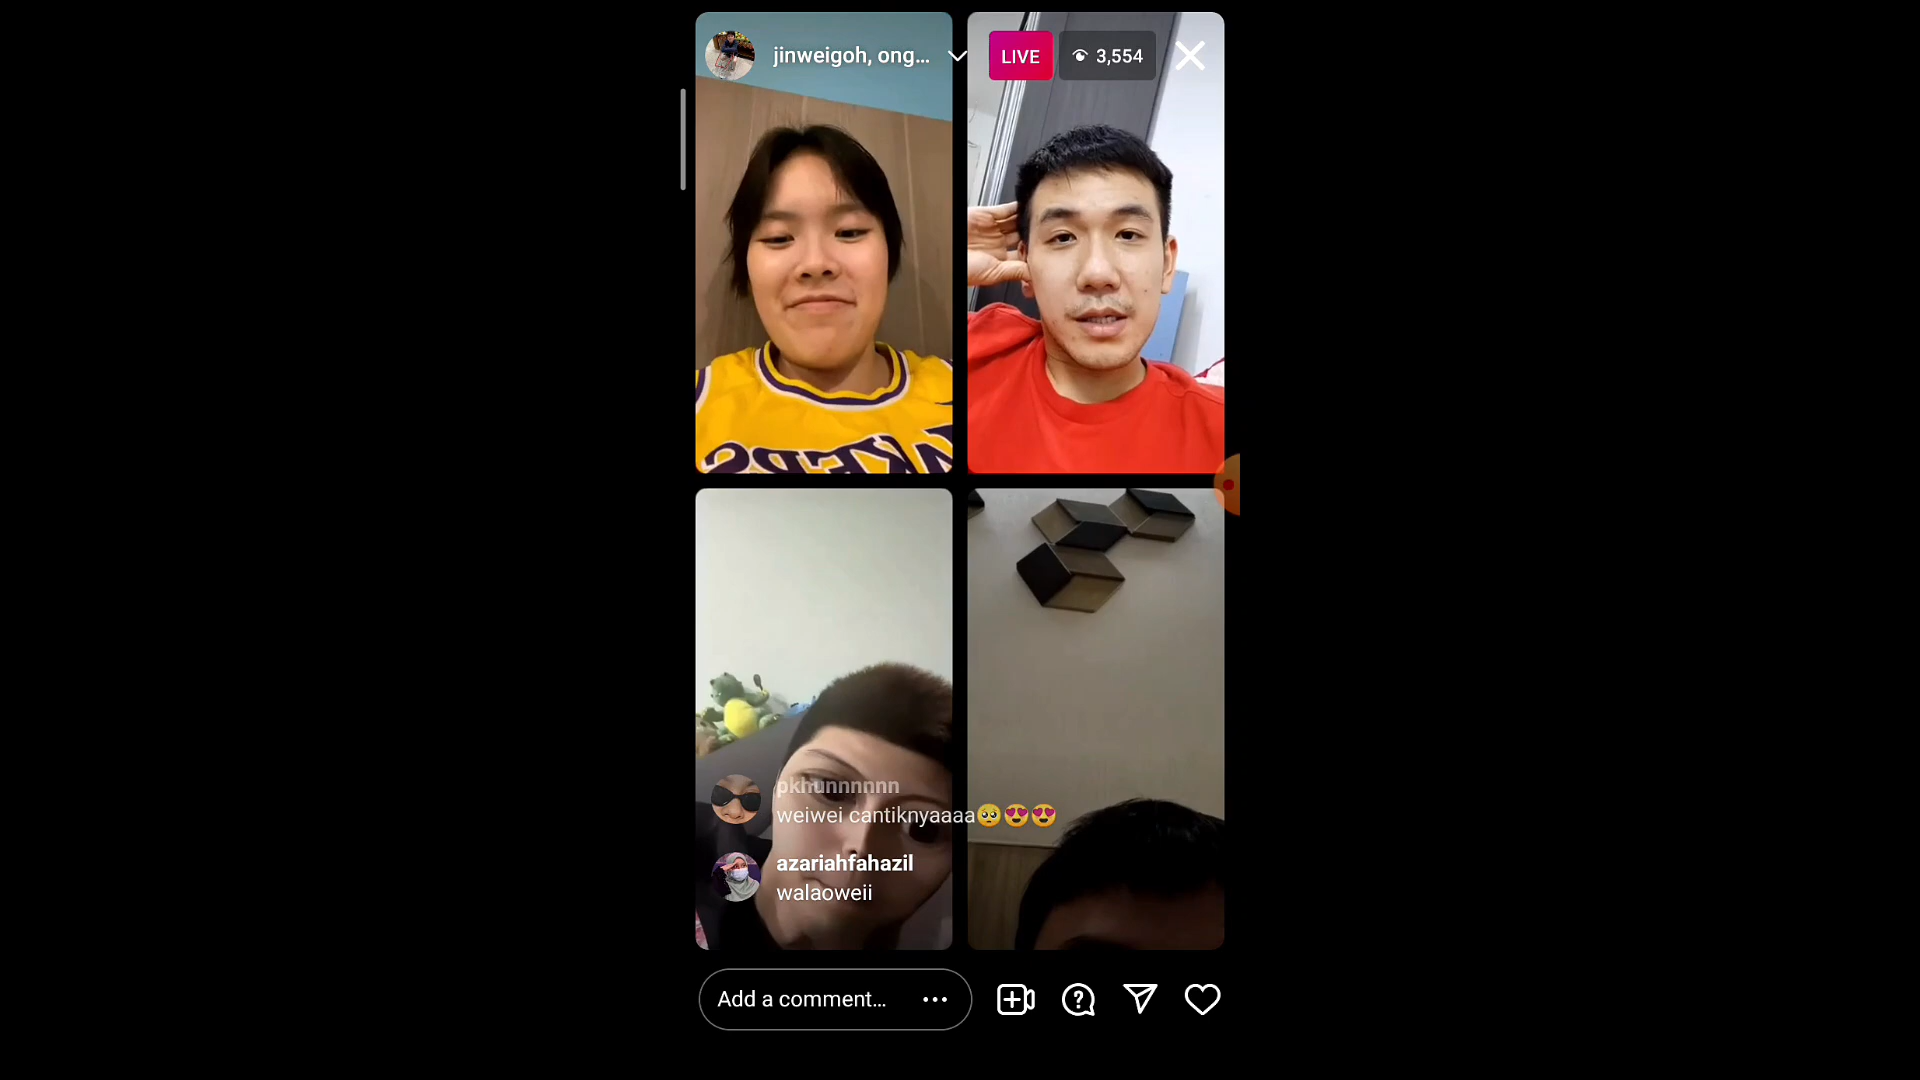 jinweigoh, ong...
LIVE
3,554
pkhunnnnnn
weiwei cantiknyaaaa🥺😍😍
azariahfahazil
walaoweii
Add a comment...